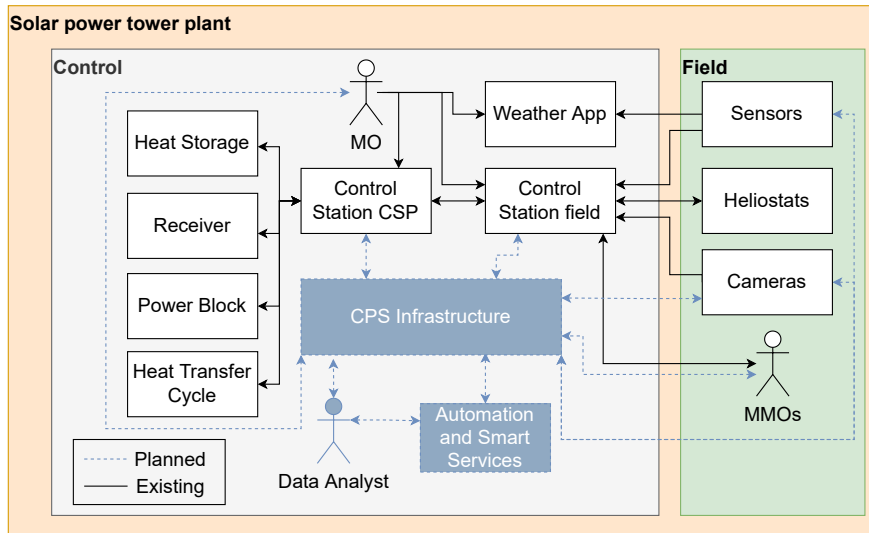 Solar power tower plant
Control
Field
MO
Weather App
Sensors
Heat Storage
Control
Station CSP
Control
Station field
Heliostats
Receiver
Cameras
Power Block
CPS Infrastructure
Heat Transfer
Cycle
MMOs
Automation
and Smart
Services
Data Analyst
Planned
Existing